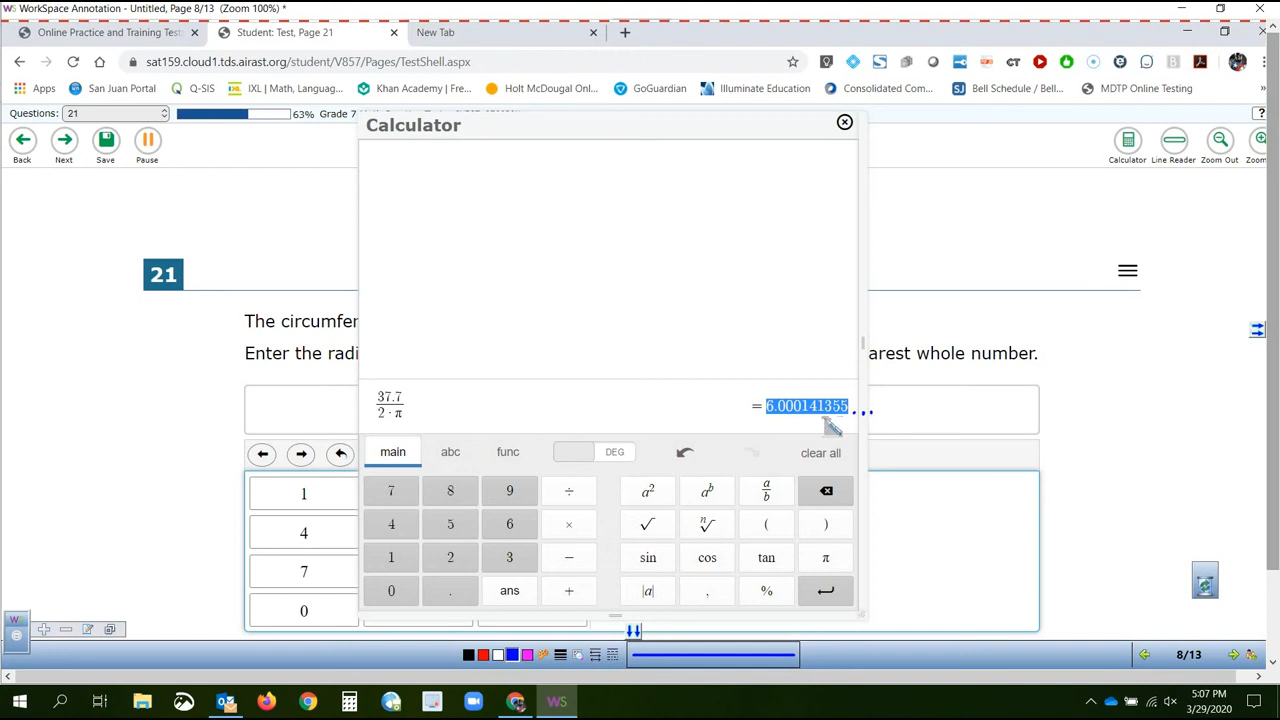 WorkSpace Annotation - Untitled, Page 8/13 (Zoom 100%) *
Online Practice and Training Test
Student: Test, Page 21
New Tab
sat159.cloud1.tds.airast.org/student/V857/Pages/TestShell.aspx
Apps
San Juan Portal
Q-SIS
IXL | Math, Languag...
Khan Academy | Fre...
Holt McDougal Onl...
GoGuardian
Illuminate Education
Consolidated Comm...
Bell Schedule / Bell...
MDTP Online Testing
Questions: 21
63%
Grade 7
Back
Next
Save
Pause
Calculator
Line Reader
Zoom Out
Zoom
Calculator
21
The circumfer
Enter the radi
arest whole number.
37.7
2 · π
= 6.000141355
main abc func DEG clear all
7 8 9 ÷ a² aᵇ a/b
4 5 6 × √ ⁿ√ ( )
1 2 3 − sin cos tan π
0 . ans + |a| , %
1
4
7
0
8/13
W
WS
5:07 PM
3/29/2020